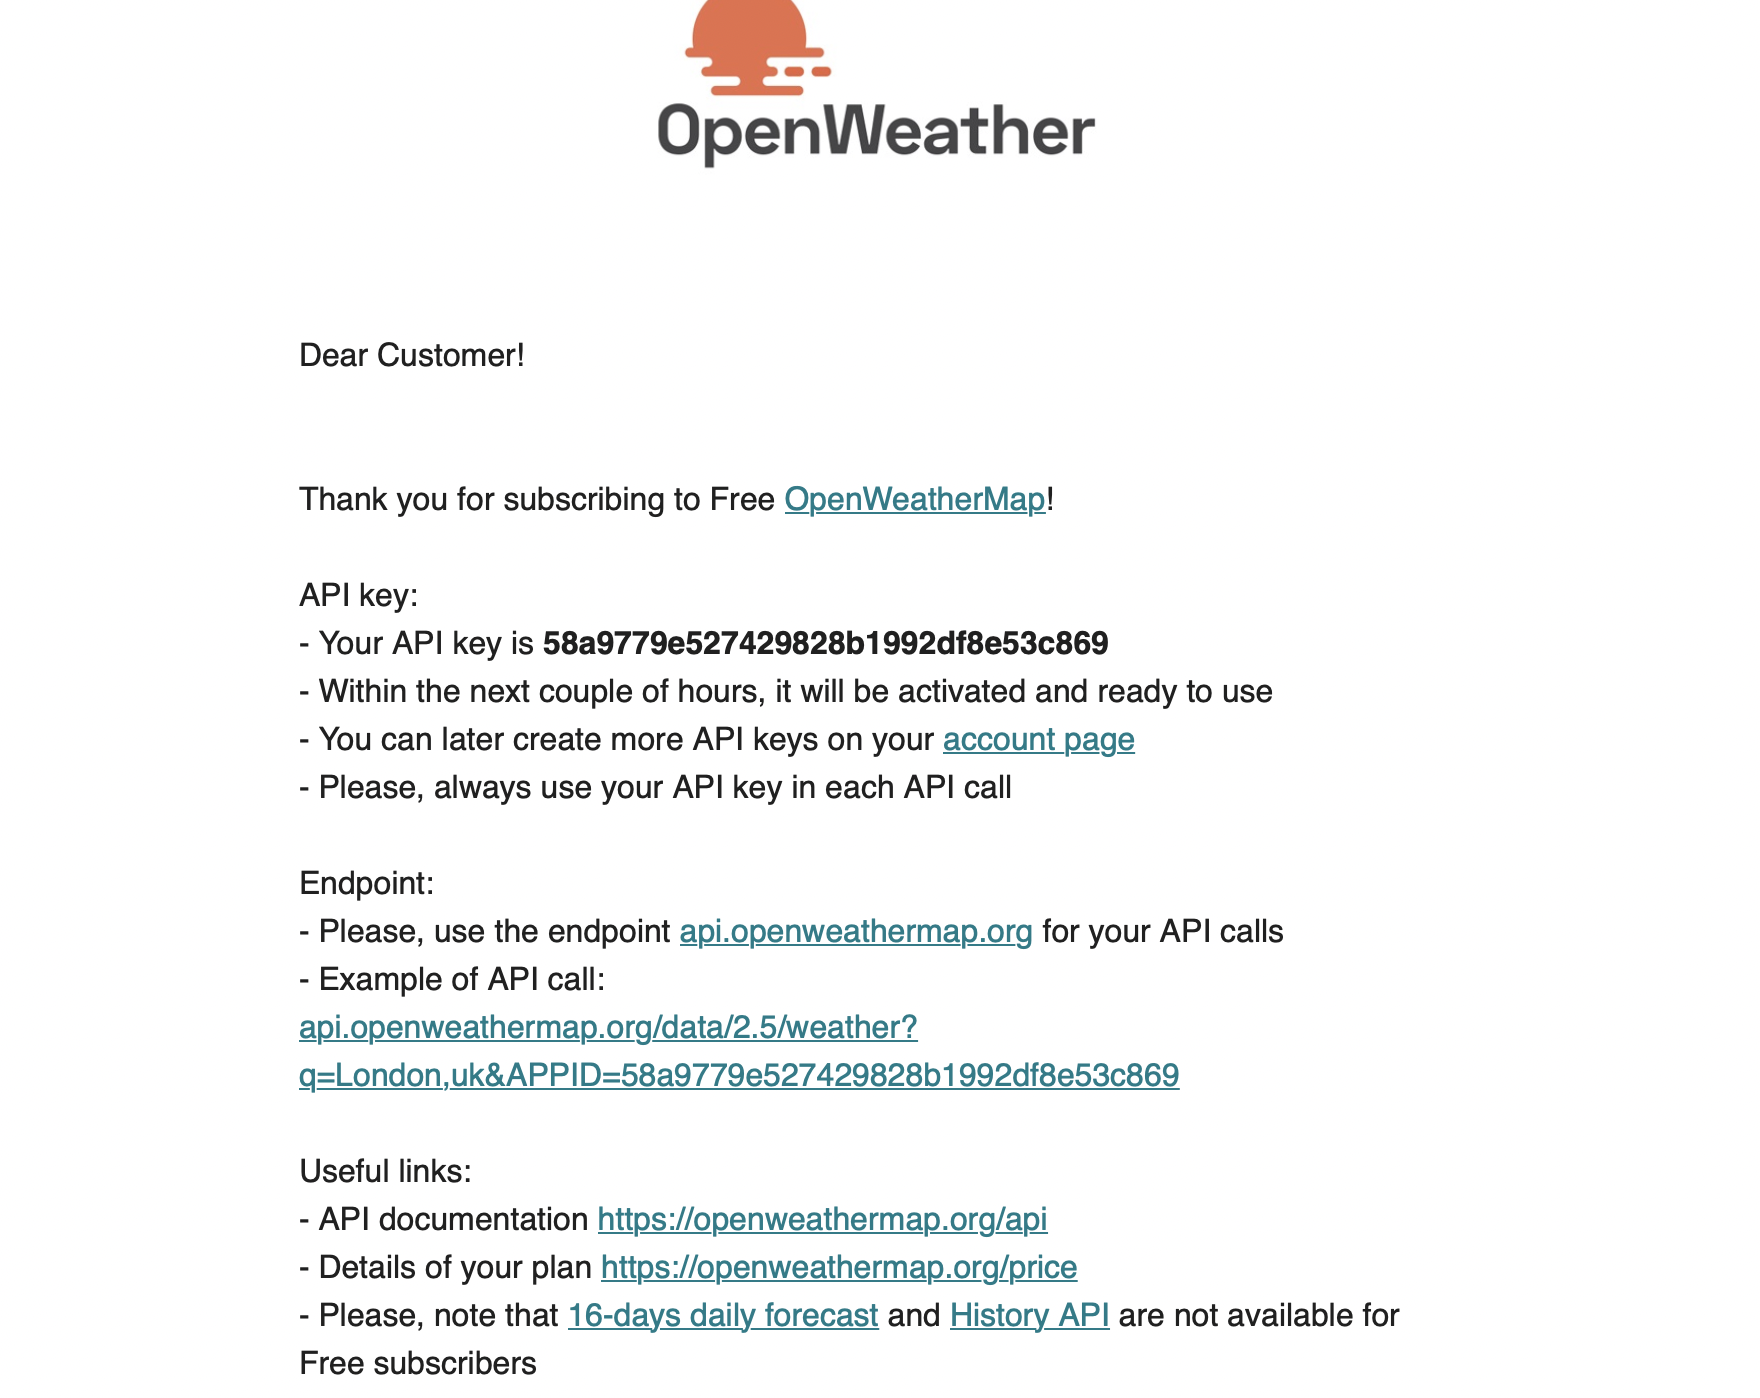 OpenWeather
Dear Customer!
Thank you for subscribing to Free OpenWeatherMap!
API key:
- Your API key is 58a9779e527429828b1992df8e53c869
- Within the next couple of hours, it will be activated and ready to use
- You can later create more API keys on your account page
- Please, always use your API key in each API call
Endpoint:
- Please, use the endpoint api.openweathermap.org for your API calls
- Example of API call:
api.openweathermap.org/data/2.5/weather?
q=London,uk&APPID=58a9779e527429828b1992df8e53c869
Useful links:
- API documentation https://openweathermap.org/api
- Details of your plan https://openweathermap.org/price
- Please, note that 16-days daily forecast and History API are not available for
Free subscribers